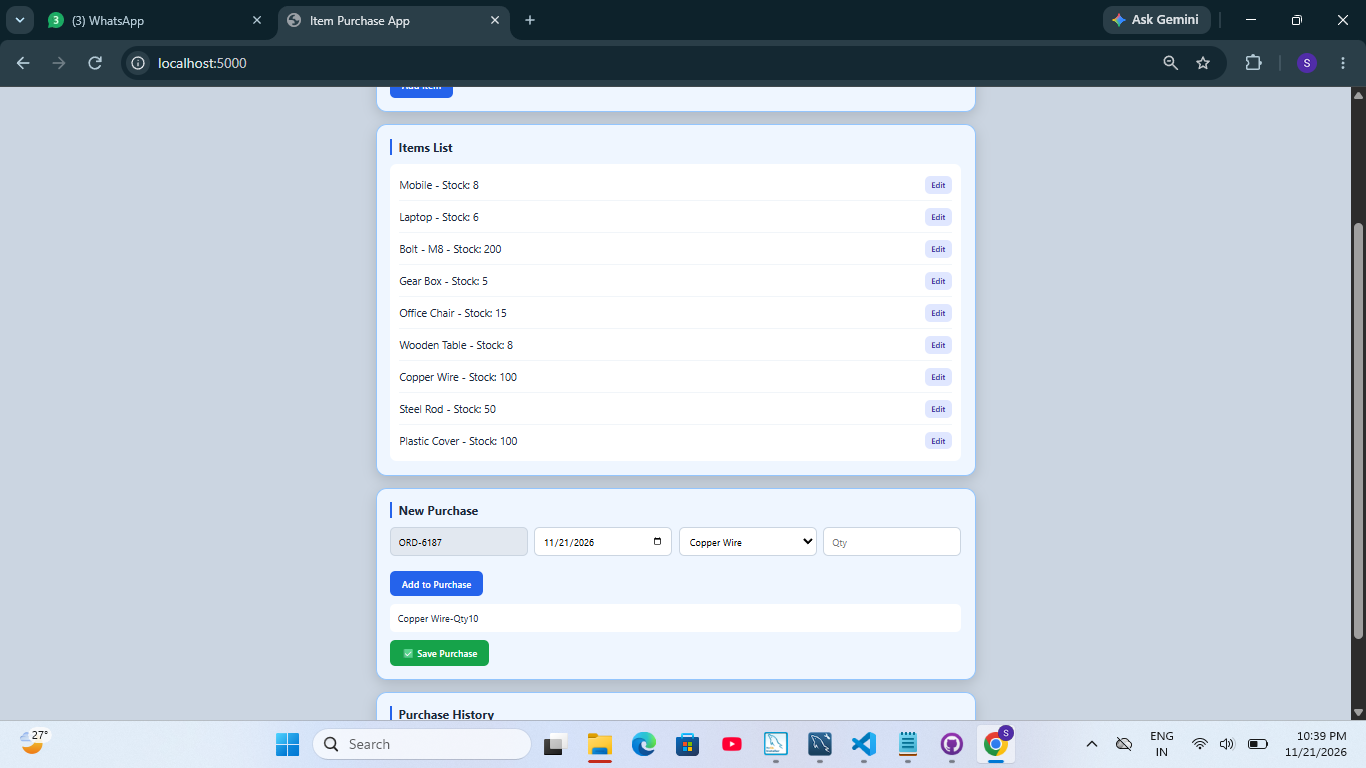 3 (3) WhatsApp
Item Purchase App
Ask Gemini
localhost:5000
S
Add Item
Items List
Mobile - Stock: 8 Edit
Laptop - Stock: 6 Edit
Bolt - M8 - Stock: 200 Edit
Gear Box - Stock: 5 Edit
Office Chair - Stock: 15 Edit
Wooden Table - Stock: 8 Edit
Copper Wire - Stock: 100 Edit
Steel Rod - Stock: 50 Edit
Plastic Cover - Stock: 100 Edit
New Purchase
ORD-6187 11/21/2026 Copper Wire Qty
Add to Purchase
Copper Wire-Qty10
✅ Save Purchase
Purchase History
27°
Search
S
ENG
IN
10:39 PM
11/21/2026